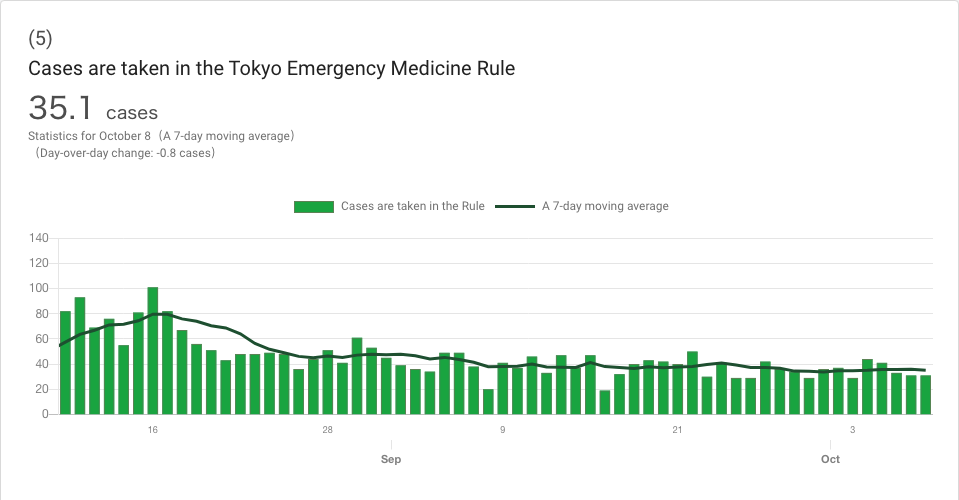 (5)
Cases are taken in the Tokyo Emergency Medicine Rule
35.1 cases
Statistics for October 8（A 7-day moving average）
（Day-over-day change: -0.8 cases）
Cases are taken in the Rule A 7-day moving average
140
120
100
80
60
40
20
0
16 28 9 21 3
Sep Oct